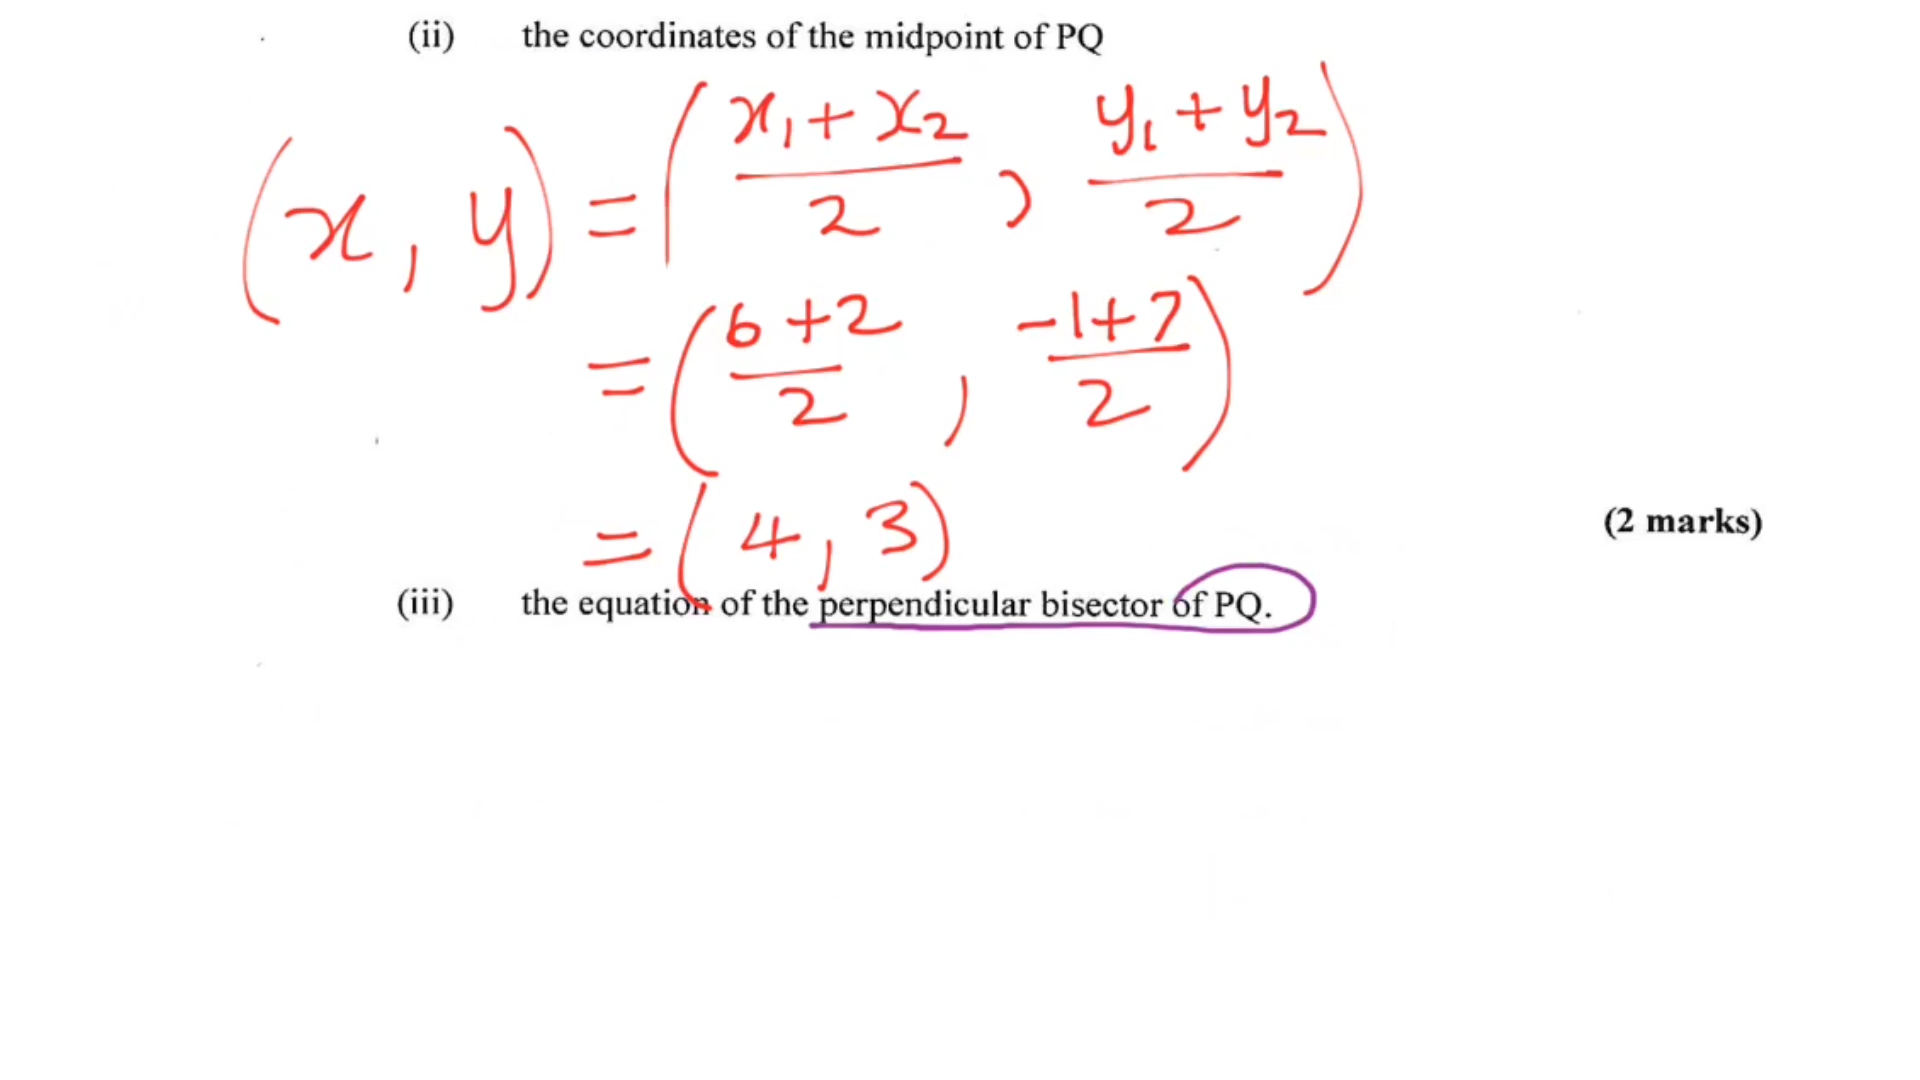 (ii) the coordinates of the midpoint of PQ
(x, y) = ( x₁ + x₂ / 2 , y₁ + y₂ / 2 )
= ( 6 + 2 / 2 , -1 + 7 / 2 )
= ( 4 , 3 )
(2 marks)
(iii) the equation of the perpendicular bisector of PQ.